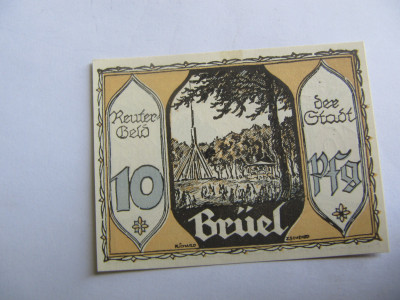 Reuter-
Geld
10
der
Stadt
Pfg
Brüel